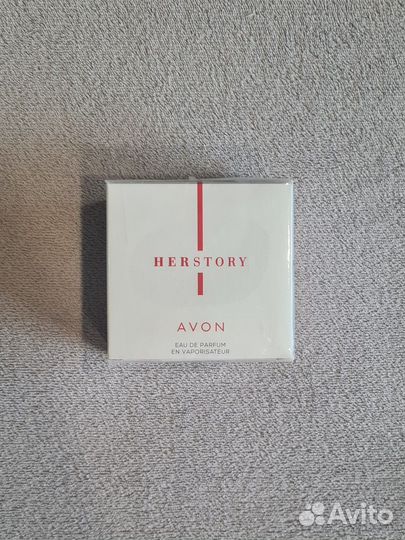 HERSTORY
AVON
EAU DE PARFUM
EN VAPORISATEUR
Avito